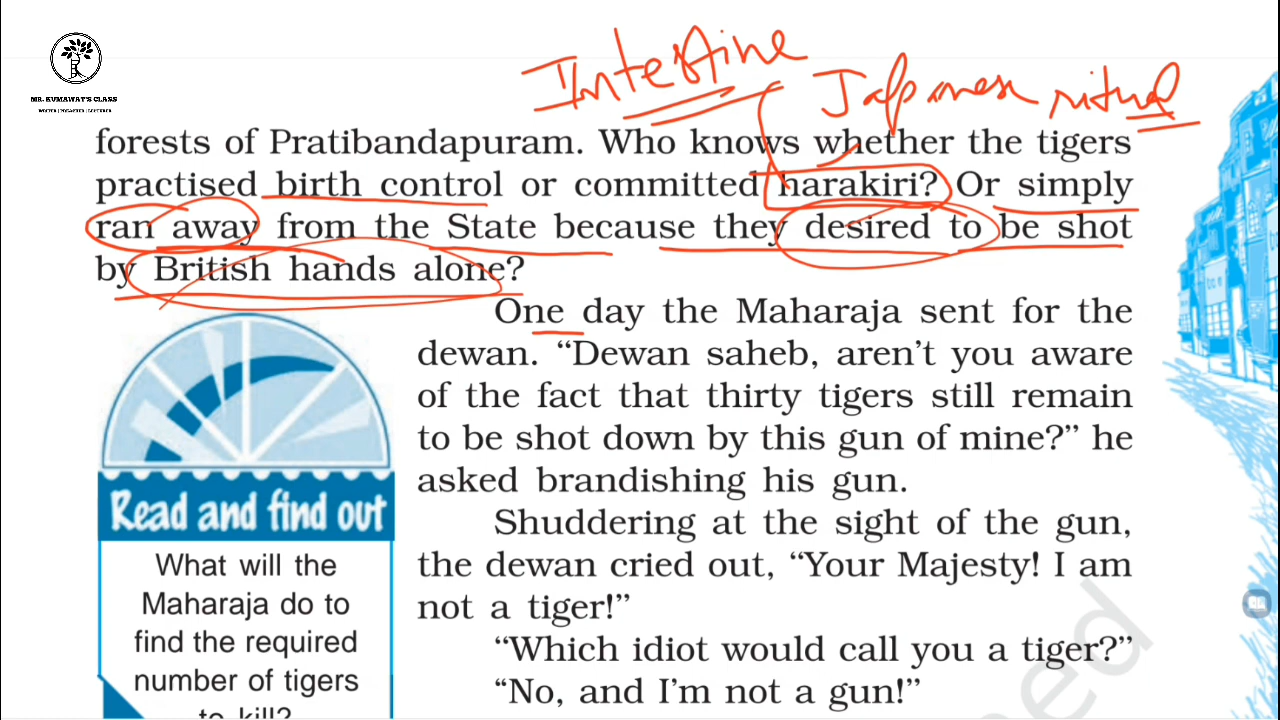 Intestine Japanese ritual
MR. KUMAWAT'S CLASS
forests of Pratibandapuram. Who knows whether the tigers
practised birth control or committed harakiri? Or simply
ran away from the State because they desired to be shot
by British hands alone?
One day the Maharaja sent for the
dewan. “Dewan saheb, aren’t you aware
of the fact that thirty tigers still remain
to be shot down by this gun of mine?” he
asked brandishing his gun.
Shuddering at the sight of the gun,
the dewan cried out, “Your Majesty! I am
not a tiger!”
“Which idiot would call you a tiger?”
“No, and I’m not a gun!”
Read and find out
What will the
Maharaja do to
find the required
number of tigers
to kill?